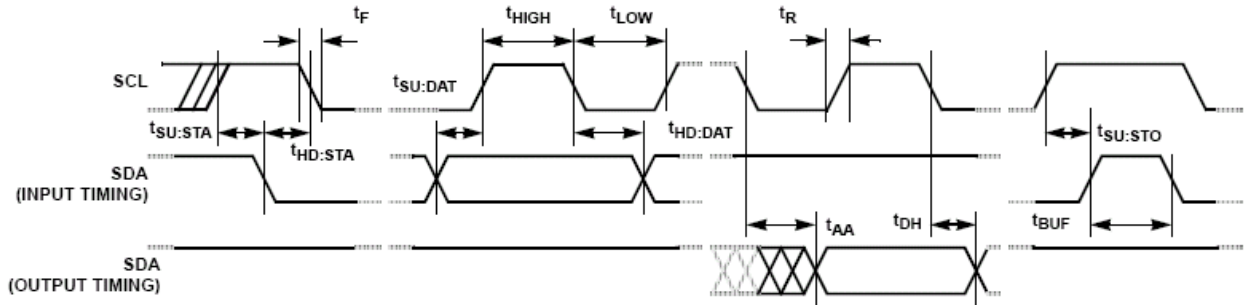 tF
tHIGH
tLOW
tR
SCL
tSU:DAT
tSU:STA
tHD:STA
tHD:DAT
tSU:STO
SDA
(INPUT TIMING)
tAA
tDH
tBUF
SDA
(OUTPUT TIMING)